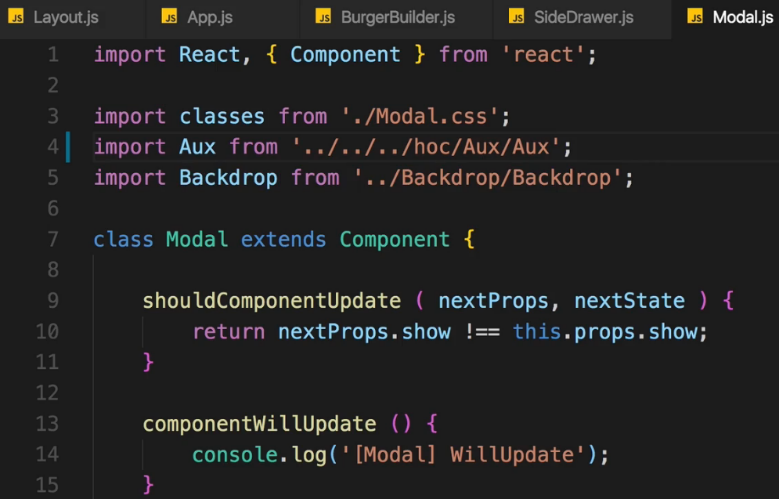 JS Layout.js JS App.js JS BurgerBuilder.js JS SideDrawer.js JS Modal.js
1 import React, { Component } from 'react';
2
3 import classes from './Modal.css';
4 import Aux from '../../../hoc/Aux/Aux';
5 import Backdrop from '../Backdrop/Backdrop';
6
7 class Modal extends Component {
8
9 shouldComponentUpdate ( nextProps, nextState ) {
10 return nextProps.show !== this.props.show;
11 }
12
13 componentWillUpdate () {
14 console.log('[Modal] WillUpdate');
15 }